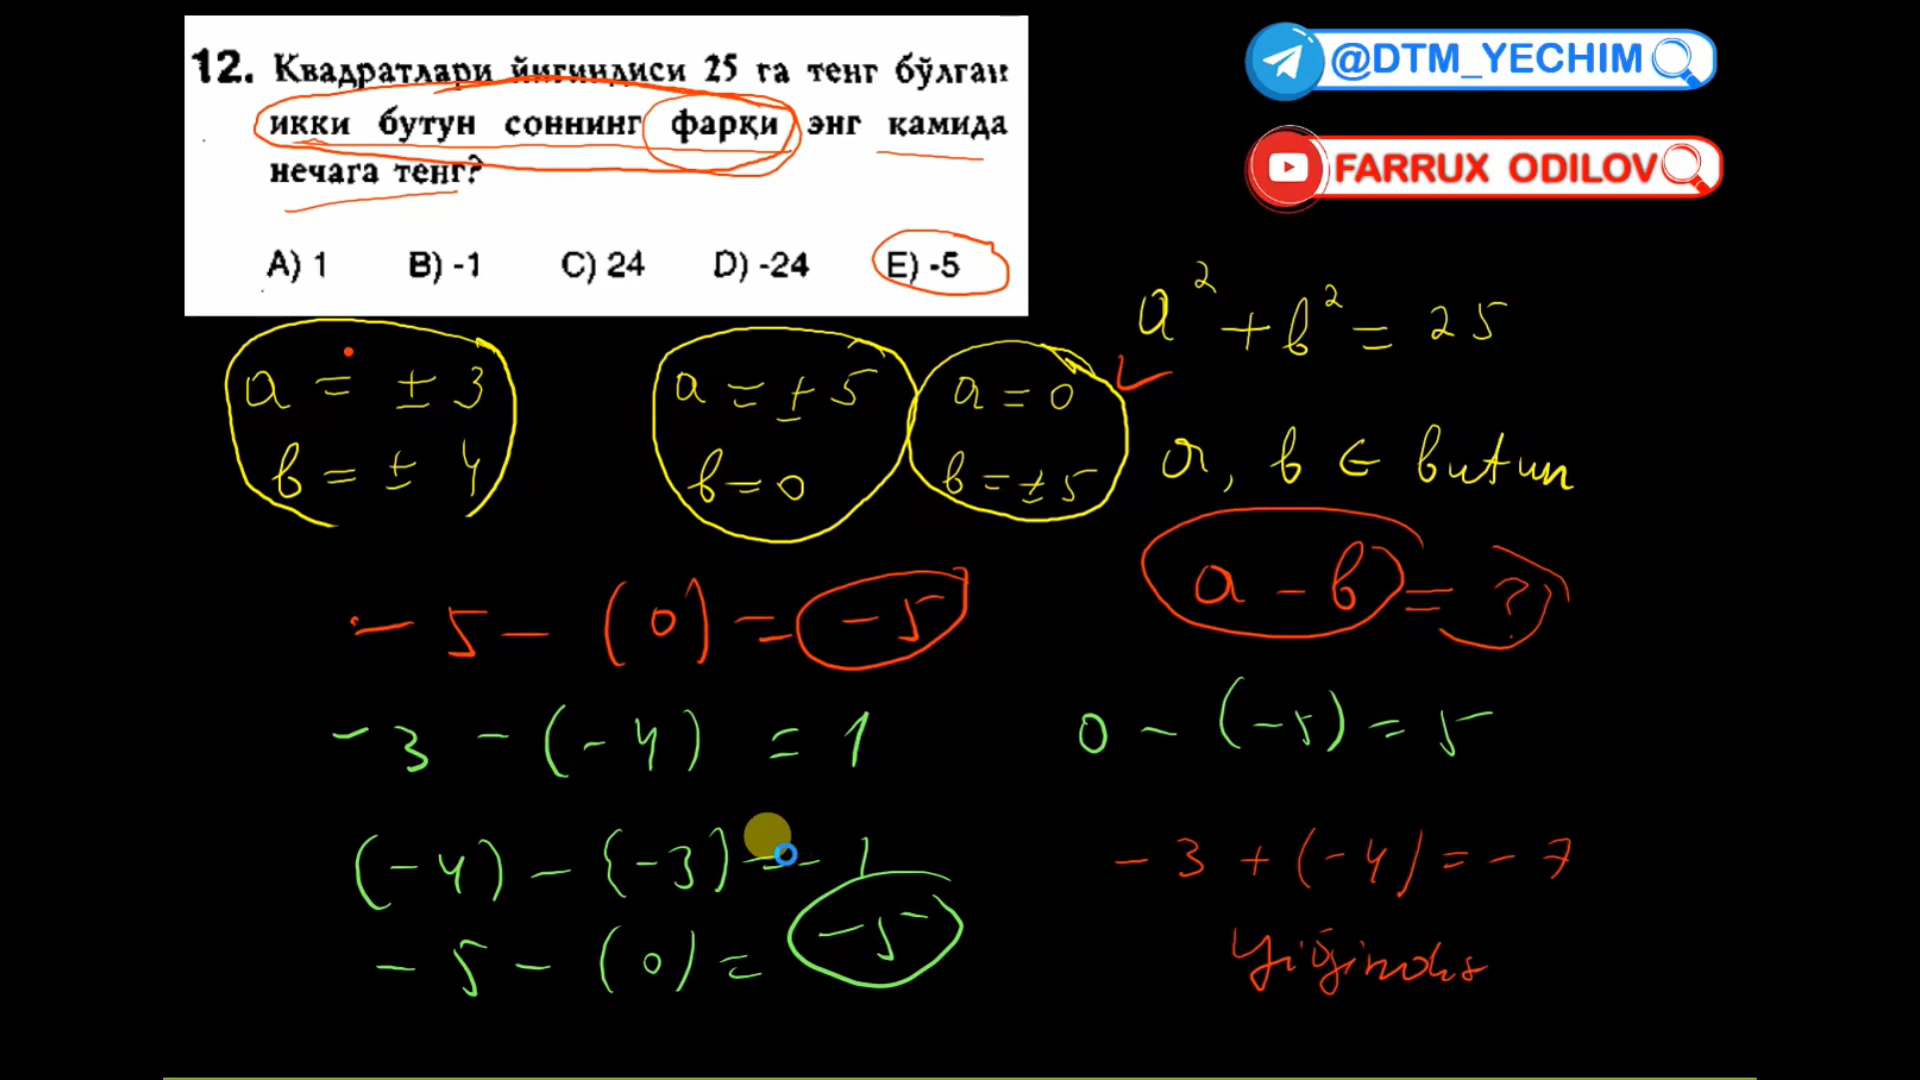 12. Квадратлари йиғиндиси 25 га тенг бўлган
икки бутун соннинг фарқи энг камида
нечага тенг?
A) 1 B) -1 C) 24 D) -24 E) -5
@DTM_YECHIM
FARRUX ODILOV
a² + b² = 25
a = ± 3
b = ± 4
a = ± 5
b = 0
a = 0
b = ± 5
a, b ∈ butun
a - b = ?
- 5 - (0) = -5
- 3 - (-4) = 1
0 - (-5) = 5
(-4) - (-3) = - 1
- 3 + (-4) = - 7
- 5 - (0) = -5